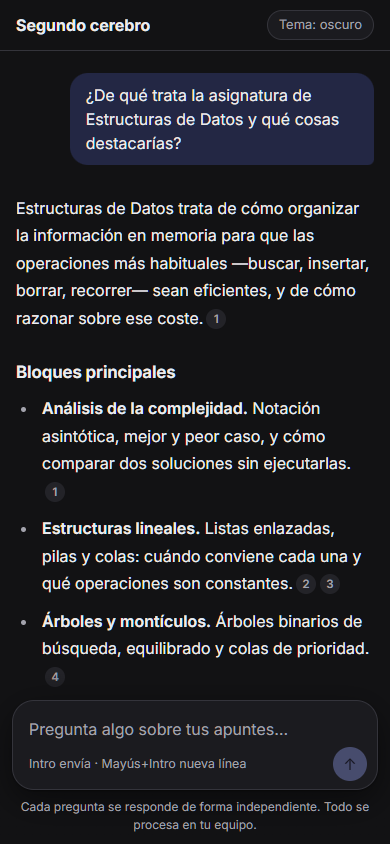 Segundo cerebro
Tema: oscuro
¿De qué trata la asignatura de
Estructuras de Datos y qué cosas
destacarías?
Estructuras de Datos trata de cómo organizar
la información en memoria para que las
operaciones más habituales —buscar, insertar,
borrar, recorrer— sean eficientes, y de cómo
razonar sobre ese coste. 1
Bloques principales
• Análisis de la complejidad. Notación
asintótica, mejor y peor caso, y cómo
comparar dos soluciones sin ejecutarlas.
1
• Estructuras lineales. Listas enlazadas,
pilas y colas: cuándo conviene cada una y
qué operaciones son constantes. 2 3
• Árboles y montículos. Árboles binarios de
búsqueda, equilibrado y colas de prioridad.
4
Pregunta algo sobre tus apuntes...
Intro envía · Mayús+Intro nueva línea
Cada pregunta se responde de forma independiente. Todo se
procesa en tu equipo.